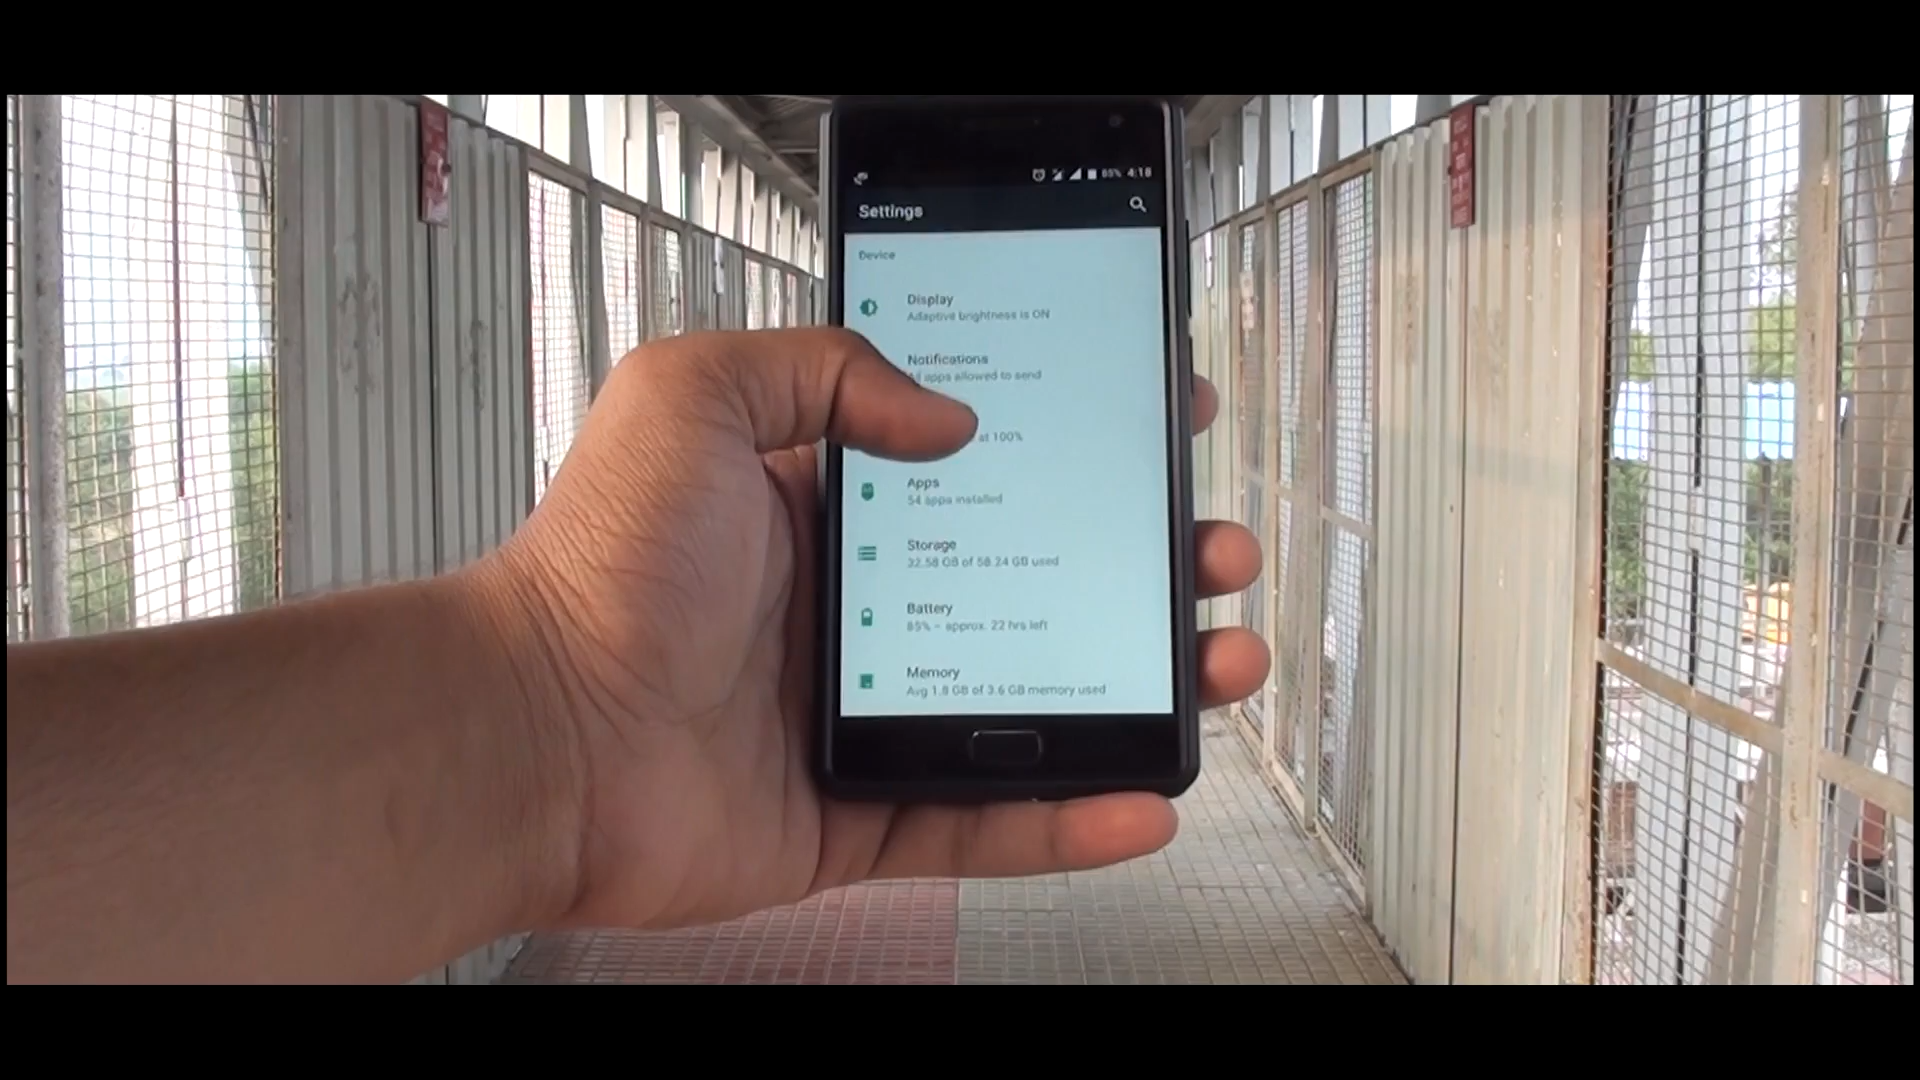 85% 4:18
Settings
Device
Display
Adaptive brightness is ON
Notifications
All apps allowed to send
at 100%
Apps
54 apps installed
Storage
32.58 GB of 58.24 GB used
Battery
85% – approx. 22 hrs left
Memory
Avg 1.8 GB of 3.6 GB memory used